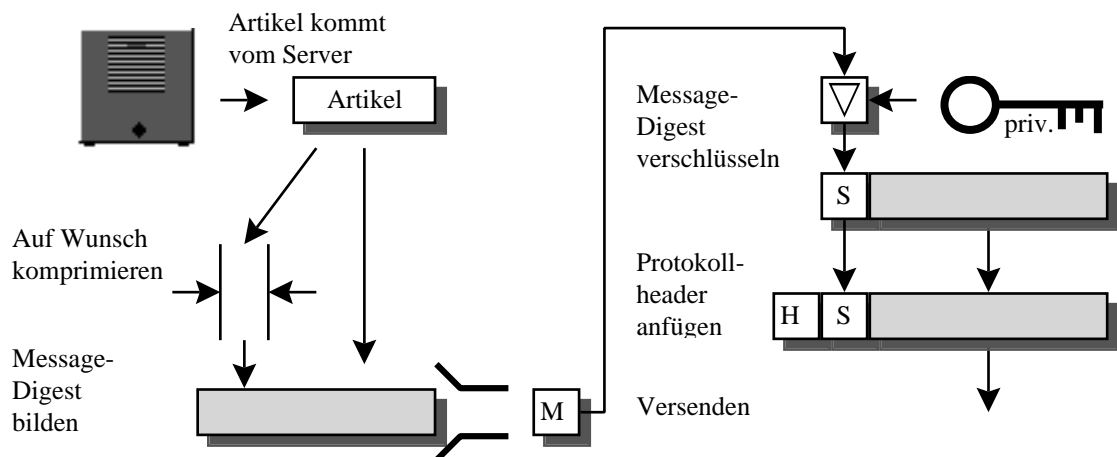 Artikel kommt
vom Server
Artikel
Auf Wunsch
komprimieren
Message-
Digest
bilden
M
Message-
Digest
verschlüsseln
priv.
S
Protokoll-
header
anfügen
H S
Versenden